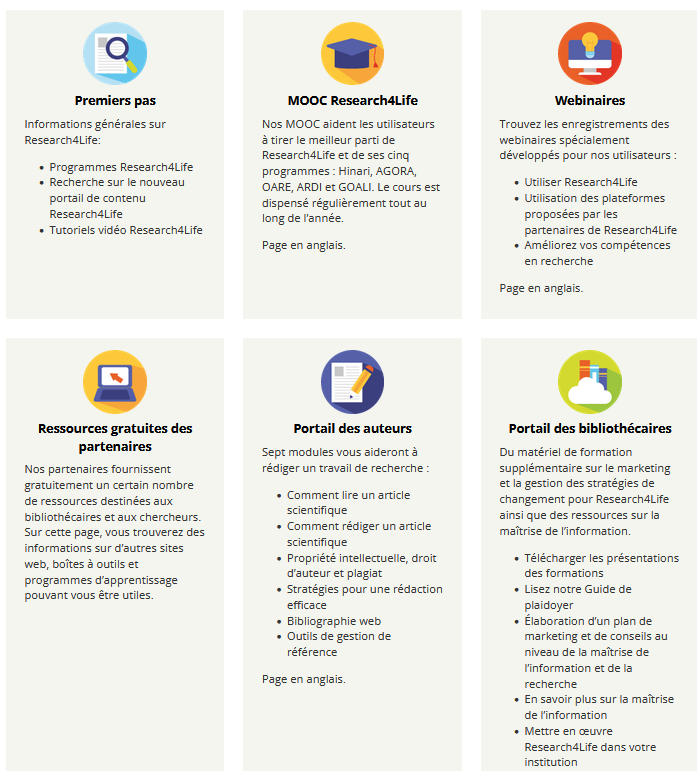 Premiers pas
Informations générales sur
Research4Life:
• Programmes Research4Life
• Recherche sur le nouveau
portail de contenu
Research4Life
• Tutoriels vidéo Research4Life
MOOC Research4Life
Nos MOOC aident les utilisateurs
à tirer le meilleur parti de
Research4Life et de ses cinq
programmes : Hinari, AGORA,
OARE, ARDI et GOALI. Le cours est
dispensé régulièrement tout au
long de l’année.
Page en anglais.
Webinaires
Trouvez les enregistrements des
webinaires spécialement
développés pour nos utilisateurs :
• Utiliser Research4Life
• Utilisation des plateformes
proposées par les
partenaires de Research4Life
• Améliorez vos compétences
en recherche
Page en anglais.
Ressources gratuites des
partenaires
Nos partenaires fournissent
gratuitement un certain nombre
de ressources destinées aux
bibliothécaires et aux chercheurs.
Sur cette page, vous trouverez des
informations sur d’autres sites
web, boîtes à outils et
programmes d’apprentissage
pouvant vous être utiles.
Portail des auteurs
Sept modules vous aideront à
rédiger un travail de recherche :
• Comment lire un article
scientifique
• Comment rédiger un article
scientifique
• Propriété intellectuelle, droit
d’auteur et plagiat
• Stratégies pour une rédaction
efficace
• Bibliographie web
• Outils de gestion de
référence
Page en anglais.
Portail des bibliothécaires
Du matériel de formation
supplémentaire sur le marketing
et la gestion des stratégies de
changement pour Research4Life
ainsi que des ressources sur la
maîtrise de l’information.
• Télécharger les présentations
des formations
• Lisez notre Guide de
plaidoyer
• Élaboration d’un plan de
marketing et de conseils au
niveau de la maîtrise de
l’information et de la
recherche
• En savoir plus sur la maîtrise
de l’information
• Mettre en œuvre
Research4Life dans votre
institution